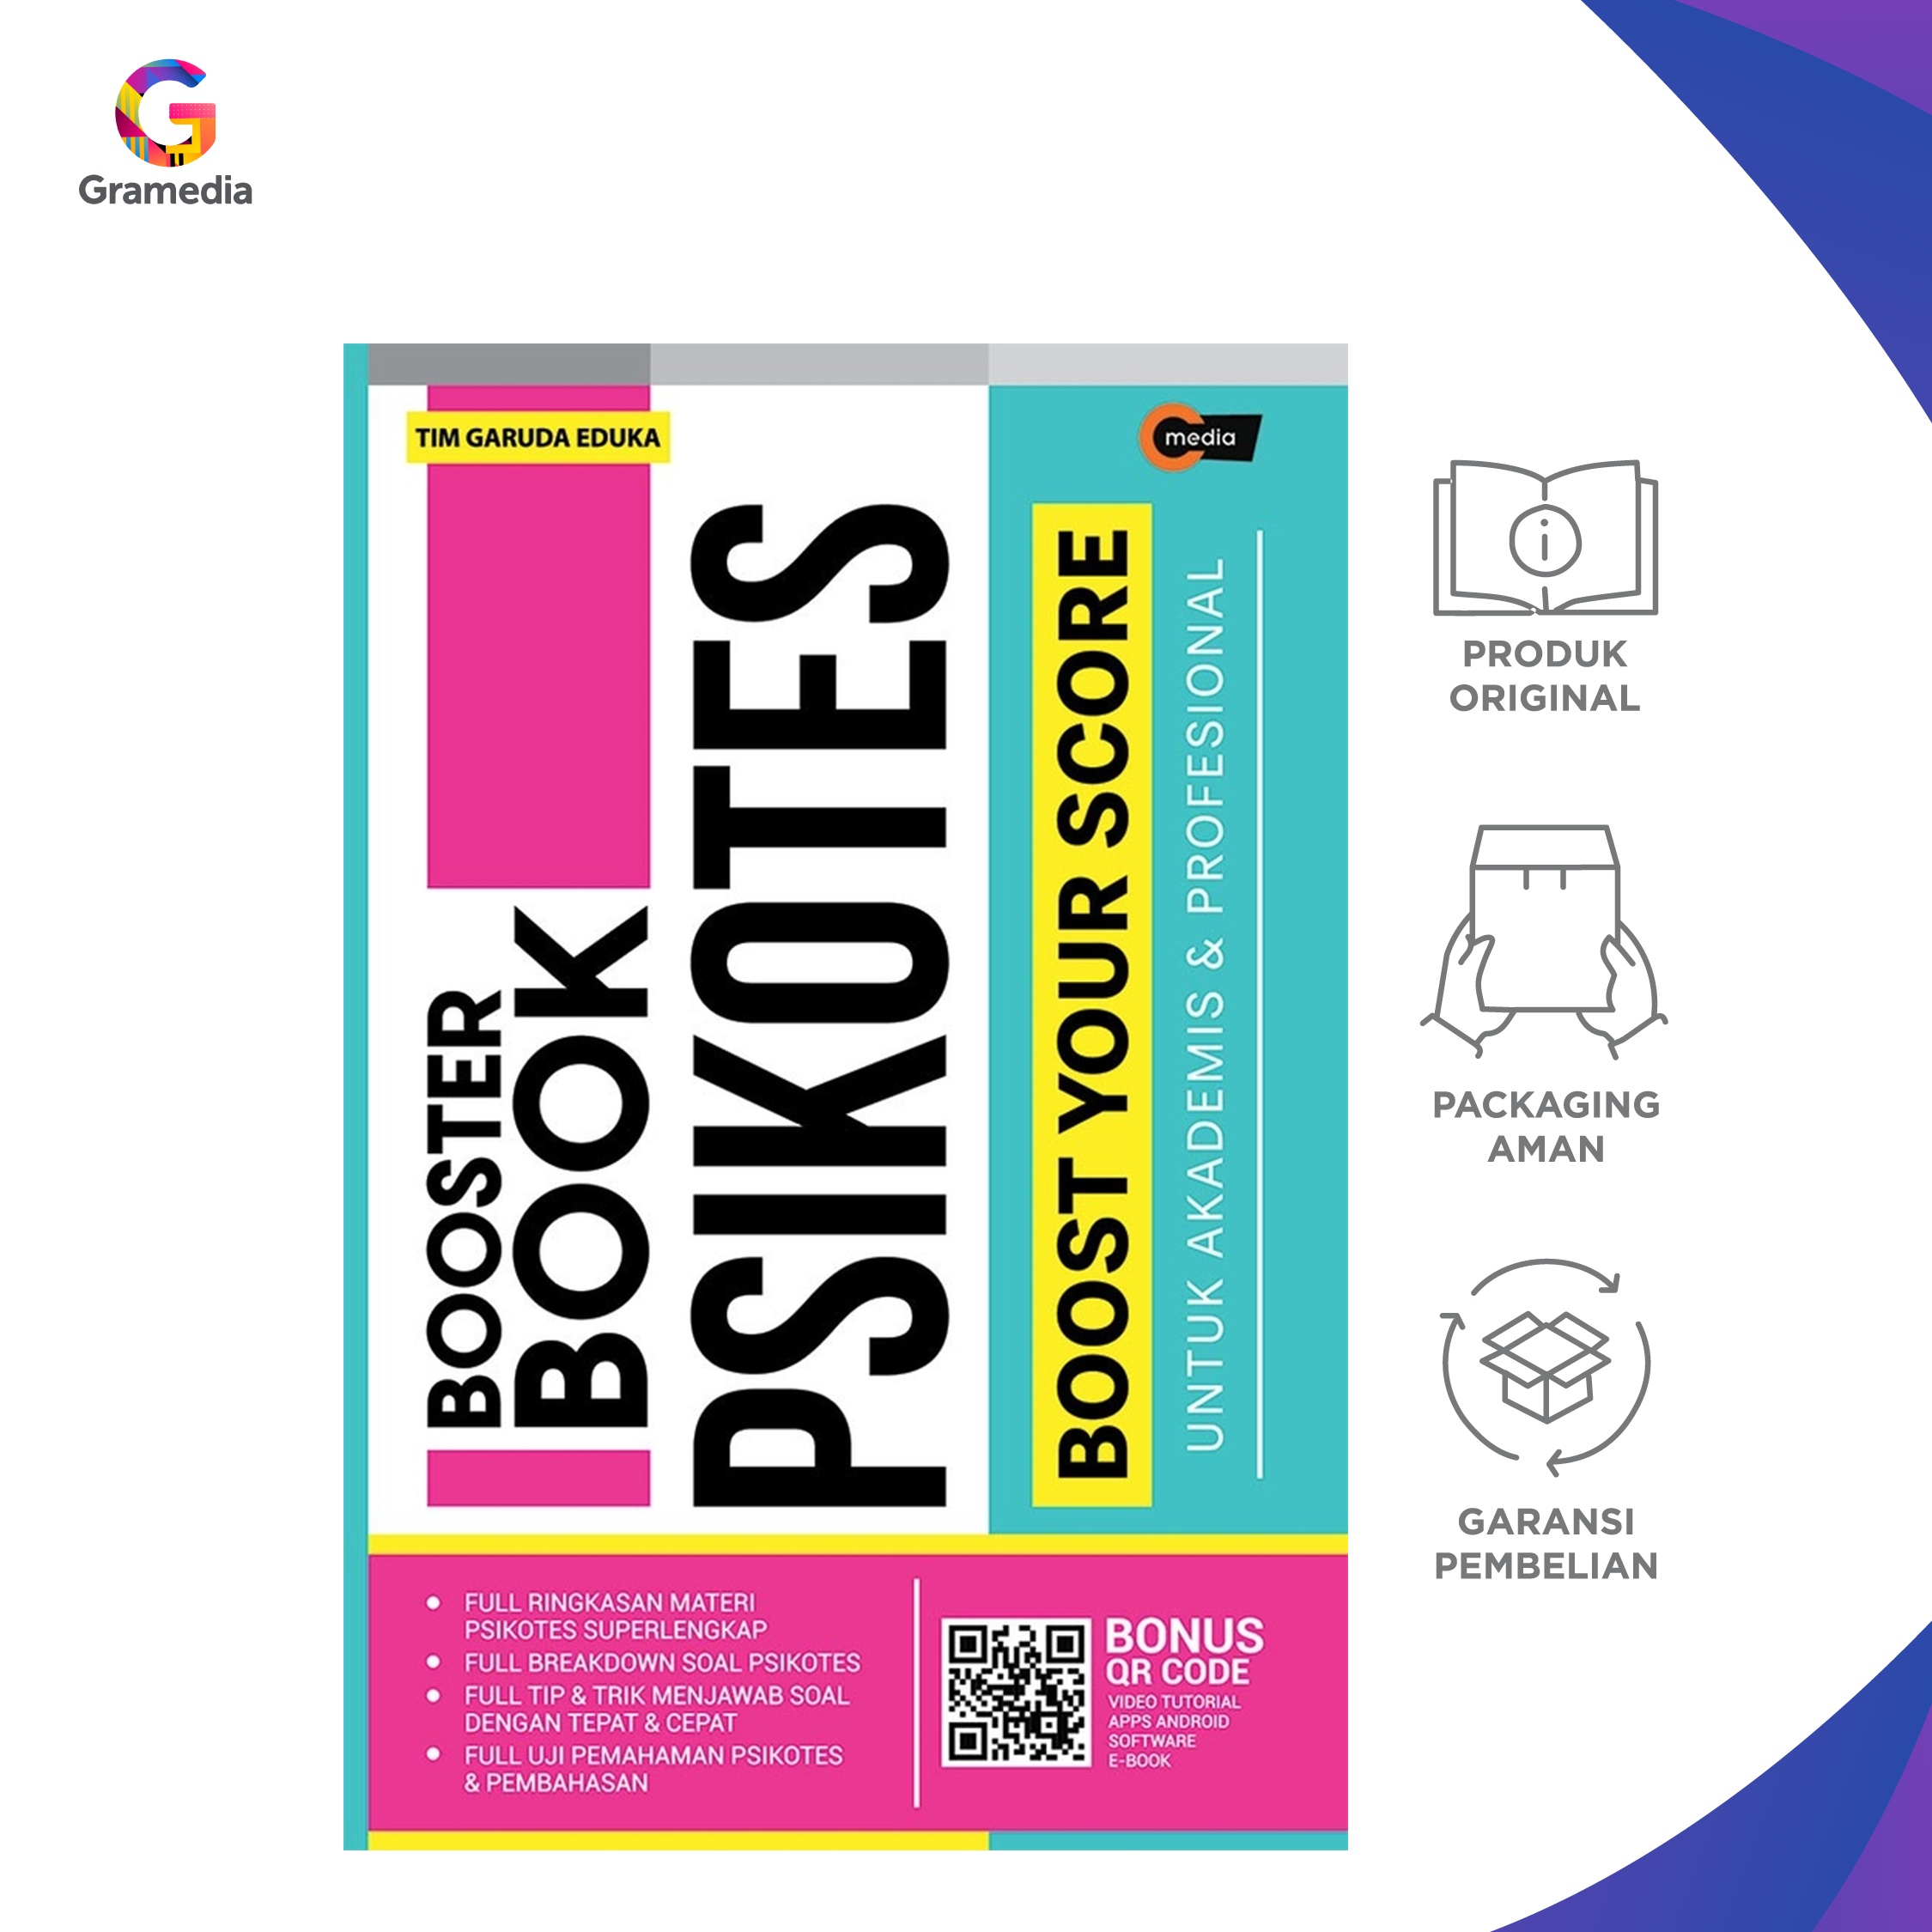 Gramedia
TIM GARUDA EDUKA
media
BOOSTER
BOOK
PSIKOTES
BOOST YOUR SCORE
UNTUK AKADEMIS & PROFESIONAL
• FULL RINGKASAN MATERI
PSIKOTES SUPERLENGKAP
• FULL BREAKDOWN SOAL PSIKOTES
• FULL TIP & TRIK MENJAWAB SOAL
DENGAN TEPAT & CEPAT
• FULL UJI PEMAHAMAN PSIKOTES
& PEMBAHASAN
BONUS
QR CODE
VIDEO TUTORIAL
APPS ANDROID
SOFTWARE
E-BOOK
PRODUK
ORIGINAL
PACKAGING
AMAN
GARANSI
PEMBELIAN